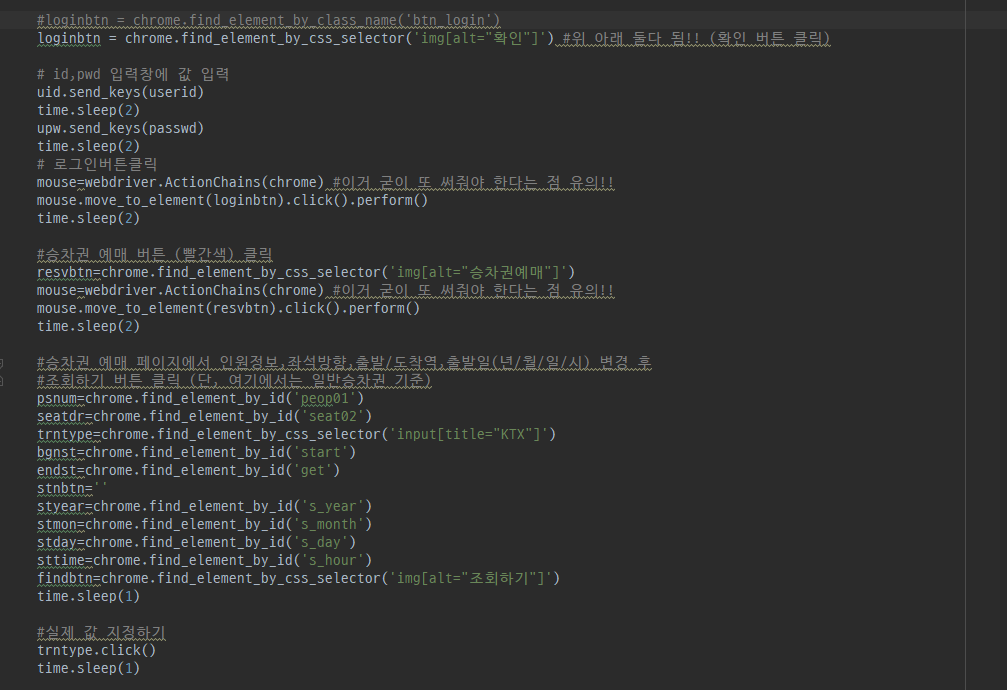 #loginbtn = chrome.find_element_by_class_name('btn_login')
loginbtn = chrome.find_element_by_css_selector('img[alt="확인"]') #위 아래 둘다 됨!! (확인 버튼 클릭)
# id,pwd 입력창에 값 입력
uid.send_keys(userid)
time.sleep(2)
upw.send_keys(passwd)
time.sleep(2)
# 로그인버튼클릭
mouse=webdriver.ActionChains(chrome) #이거 굳이 또 써줘야 한다는 점 유의!!
mouse.move_to_element(loginbtn).click().perform()
time.sleep(2)
#승차권 예매 버튼 (빨간색) 클릭
resvbtn=chrome.find_element_by_css_selector('img[alt="승차권예매"]')
mouse=webdriver.ActionChains(chrome) #이거 굳이 또 써줘야 한다는 점 유의!!
mouse.move_to_element(resvbtn).click().perform()
time.sleep(2)
#승차권 예매 페이지에서 인원정보,좌석방향,출발/도착역,출발일(년/월/일/시) 변경 후
#조회하기 버튼 클릭 (단, 여기에서는 일반승차권 기준)
psnum=chrome.find_element_by_id('peop01')
seatdr=chrome.find_element_by_id('seat02')
trntype=chrome.find_element_by_css_selector('input[title="KTX"]')
bgnst=chrome.find_element_by_id('start')
endst=chrome.find_element_by_id('get')
stnbtn=''
styear=chrome.find_element_by_id('s_year')
stmon=chrome.find_element_by_id('s_month')
stday=chrome.find_element_by_id('s_day')
sttime=chrome.find_element_by_id('s_hour')
findbtn=chrome.find_element_by_css_selector('img[alt="조회하기"]')
time.sleep(1)
#실제 값 지정하기
trntype.click()
time.sleep(1)